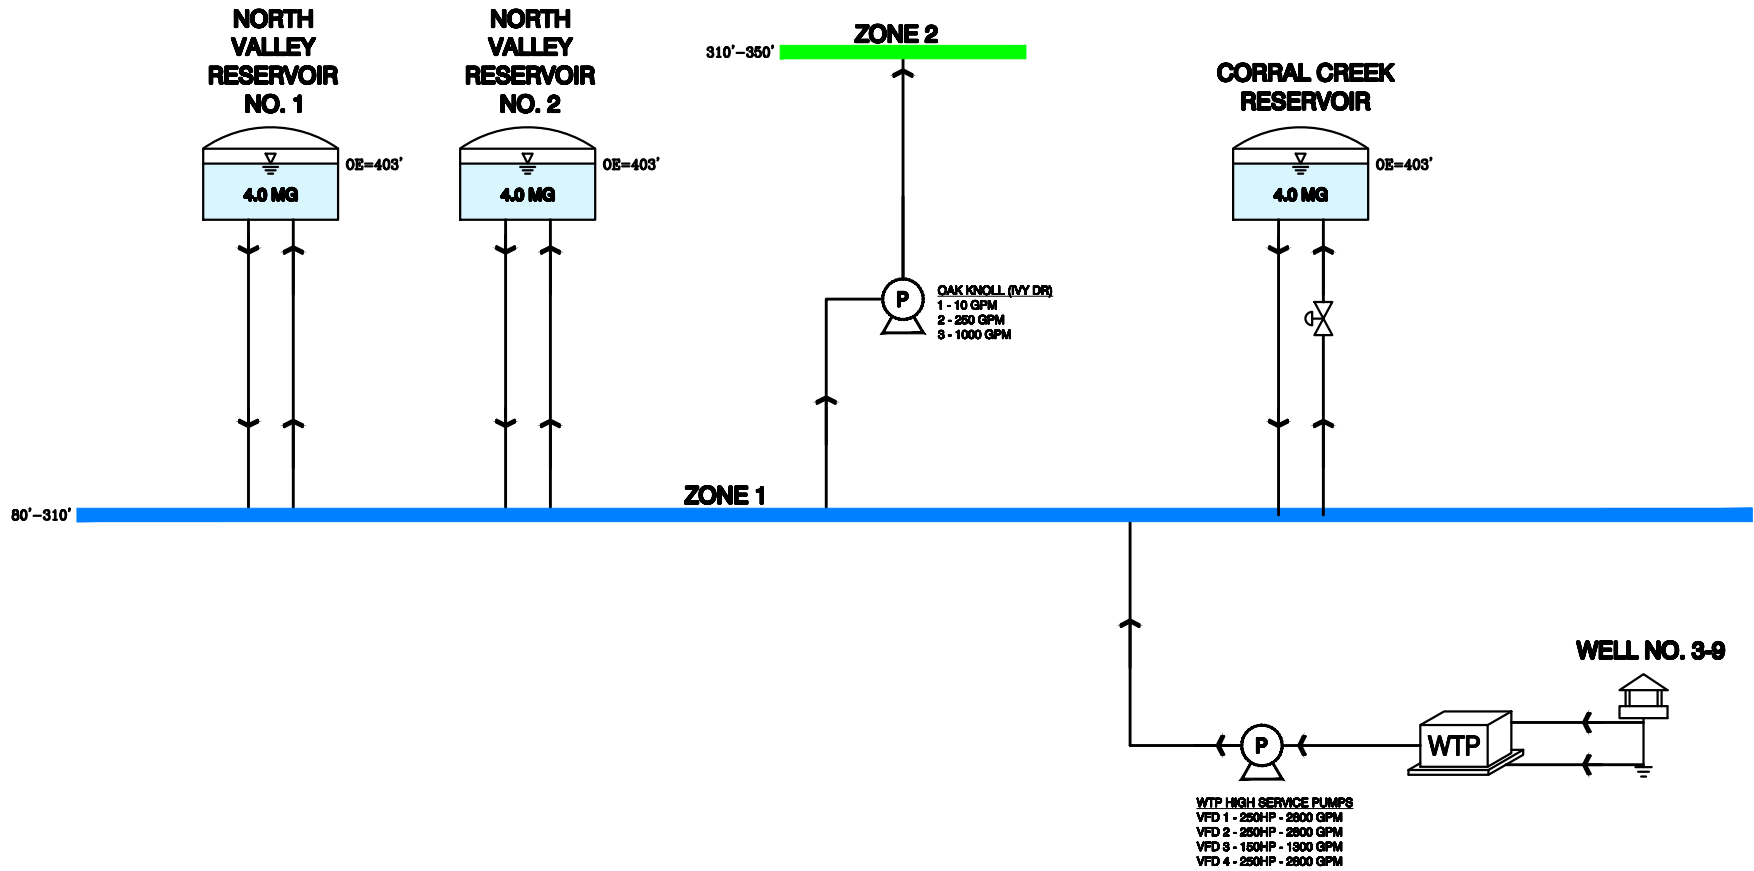 NORTH
VALLEY
RESERVOIR
NO. 1
NORTH
VALLEY
RESERVOIR
NO. 2
ZONE 2
310'-350'
CORRAL CREEK
RESERVOIR
OE=403'
4.0 MG
OE=403'
4.0 MG
OE=403'
4.0 MG
P
OAK KNOLL (IVY DR)
1 - 10 GPM
2 - 250 GPM
3 - 1000 GPM
ZONE 1
80'-310'
WELL NO. 3-9
P
WTP
WTP HIGH SERVICE PUMPS
VFD 1 - 250HP - 2800 GPM
VFD 2 - 250HP - 2800 GPM
VFD 3 - 150HP - 1300 GPM
VFD 4 - 250HP - 2800 GPM